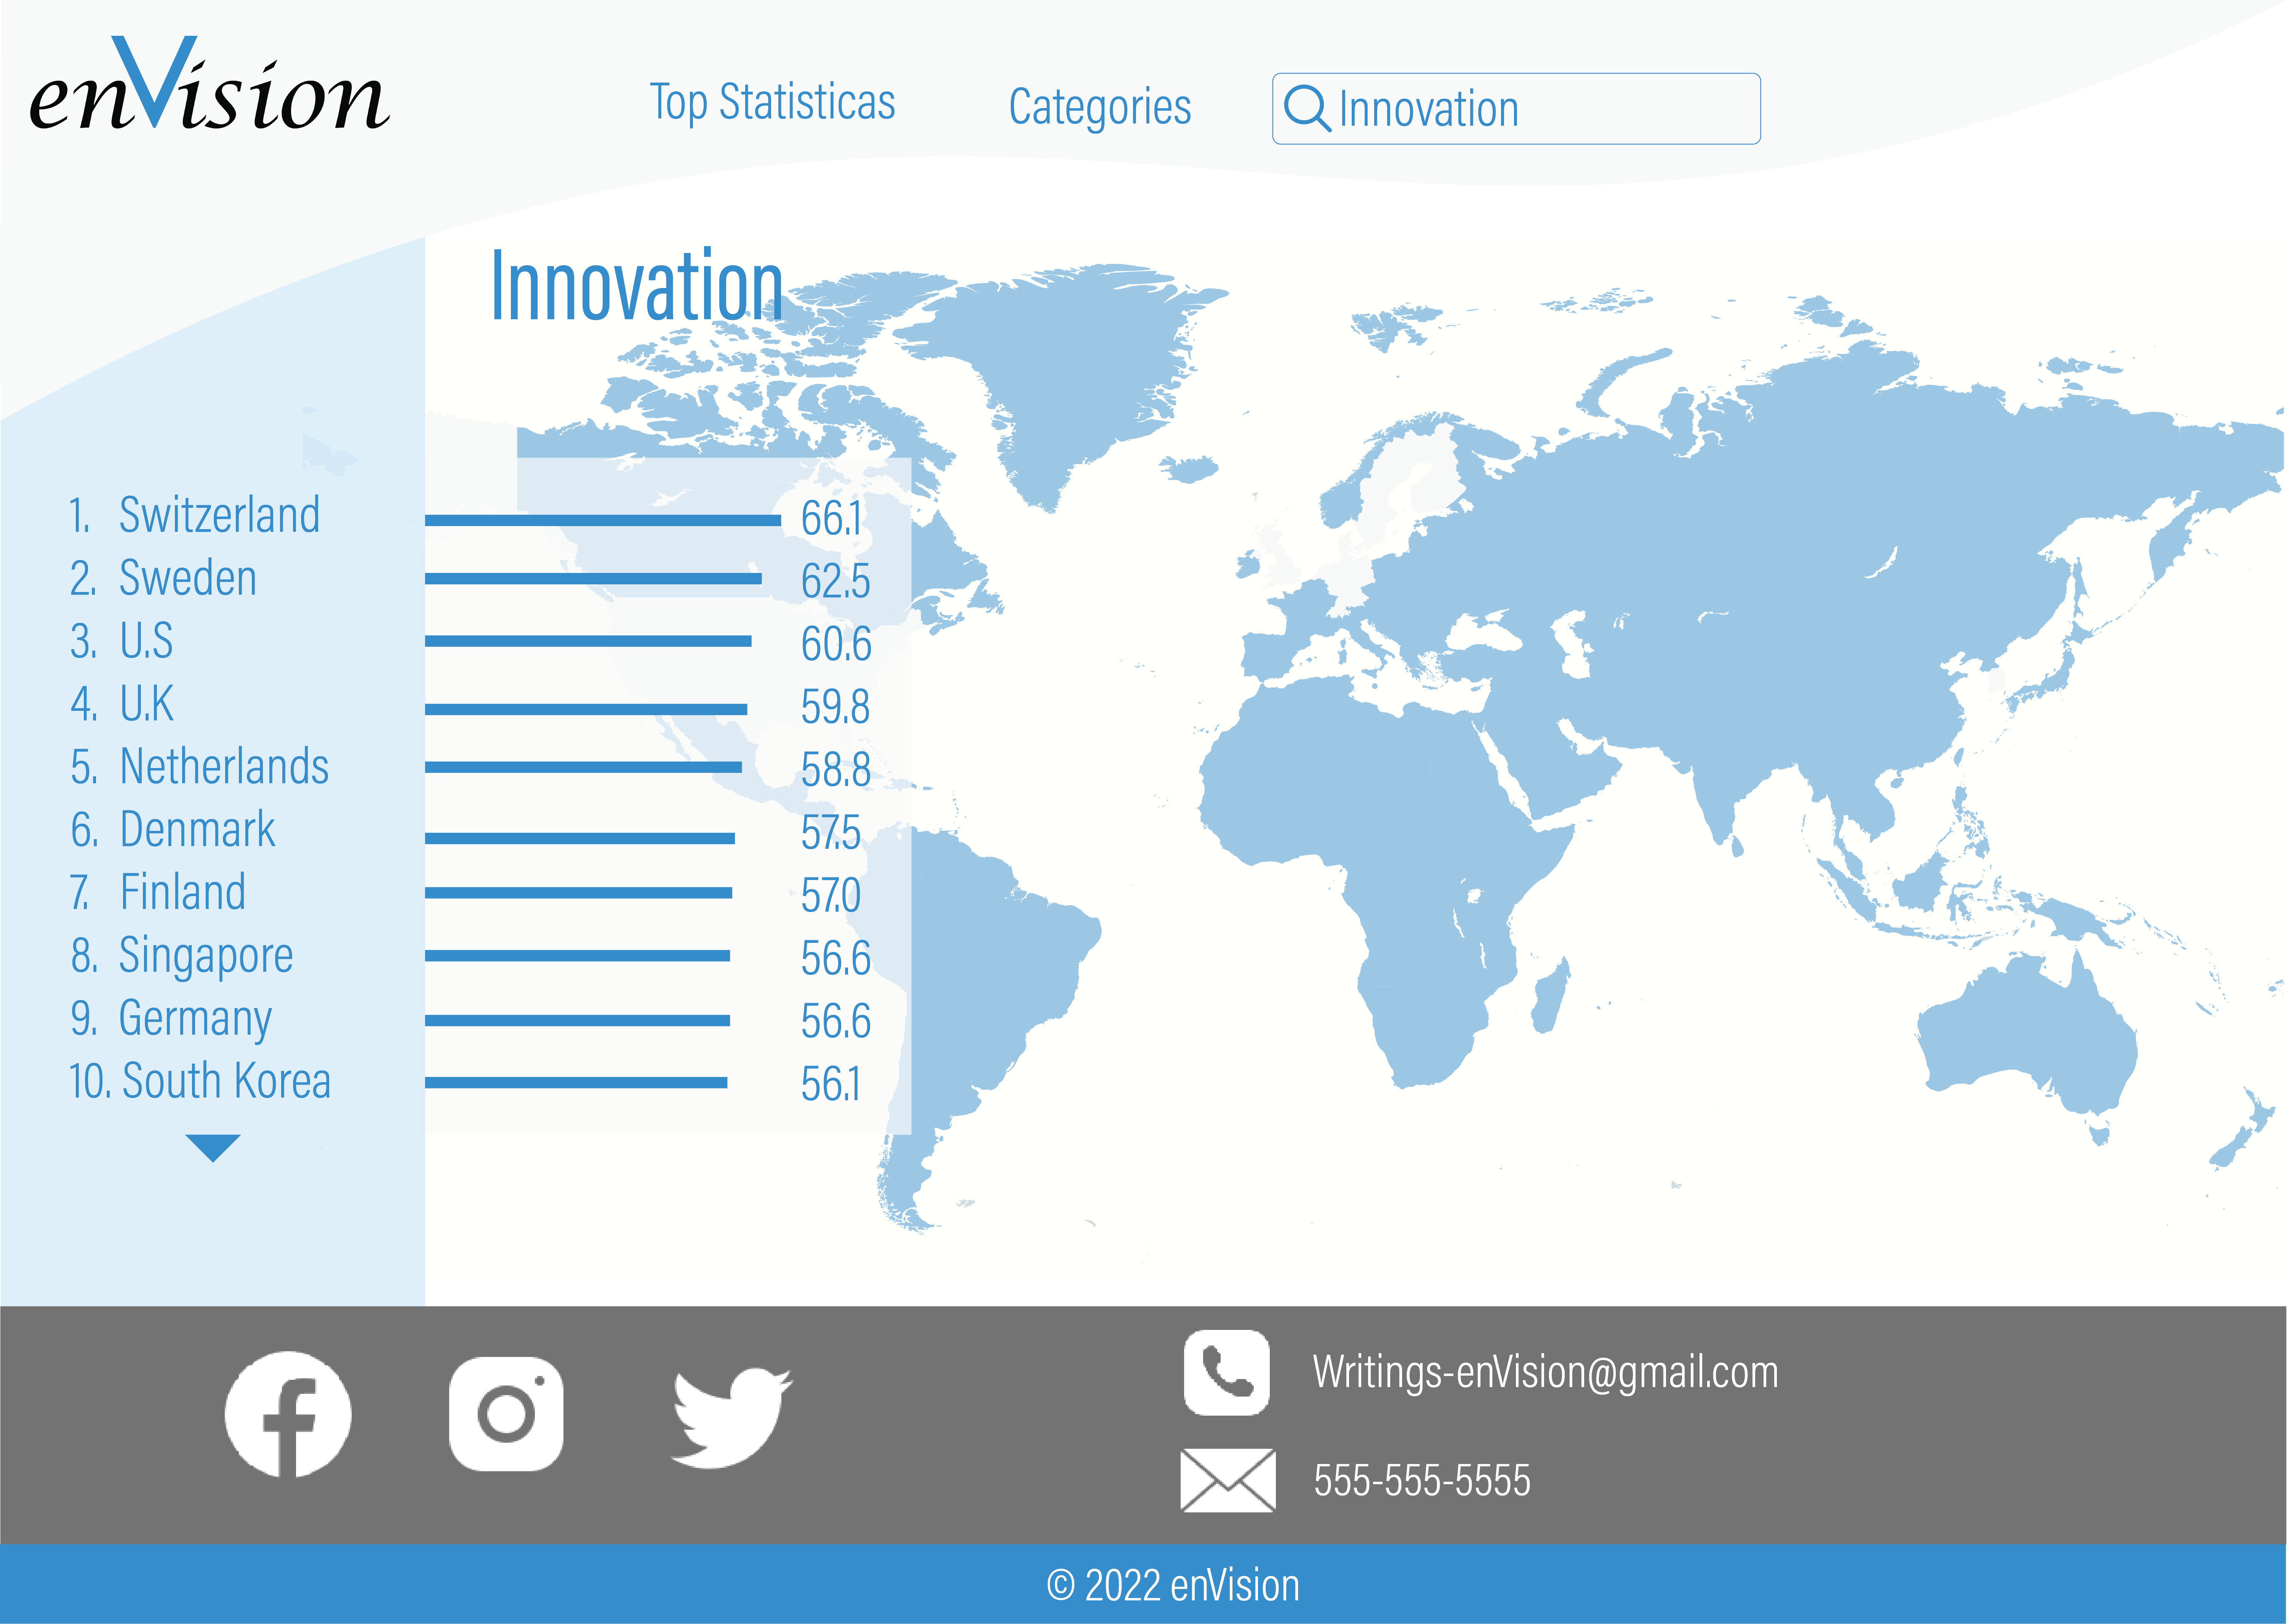 enVision
Top Statisticas
Categories
Innovation
Innovation
1. Switzerland 66.1
2. Sweden 62.5
3. U.S 60.6
4. U.K 59.8
5. Netherlands 58.8
6. Denmark 57.5
7. Finland 57.0
8. Singapore 56.6
9. Germany 56.6
10. South Korea 56.1
Writings-enVision@gmail.com
555-555-5555
© 2022 enVision